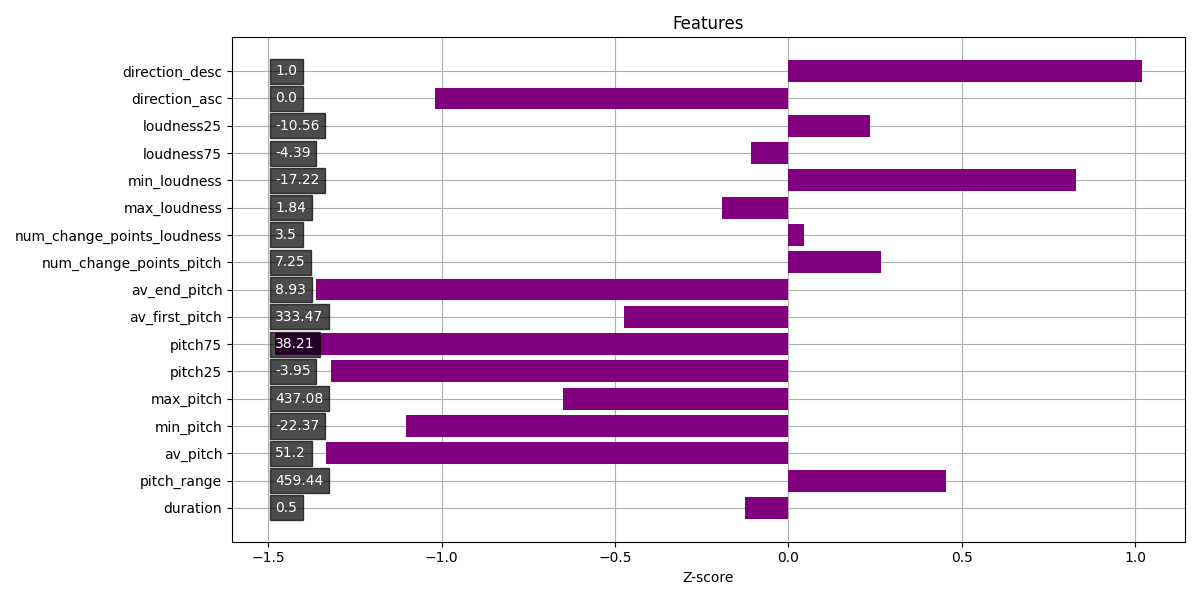 Features
direction_desc 1.0
direction_asc 0.0
loudness25 -10.56
loudness75 -4.39
min_loudness -17.22
max_loudness 1.84
num_change_points_loudness 3.5
num_change_points_pitch 7.25
av_end_pitch 8.93
av_first_pitch 333.47
pitch75 38.21
pitch25 -3.95
max_pitch 437.08
min_pitch -22.37
av_pitch 51.2
pitch_range 459.44
duration 0.5
−1.5 −1.0 −0.5 0.0 0.5 1.0
Z-score